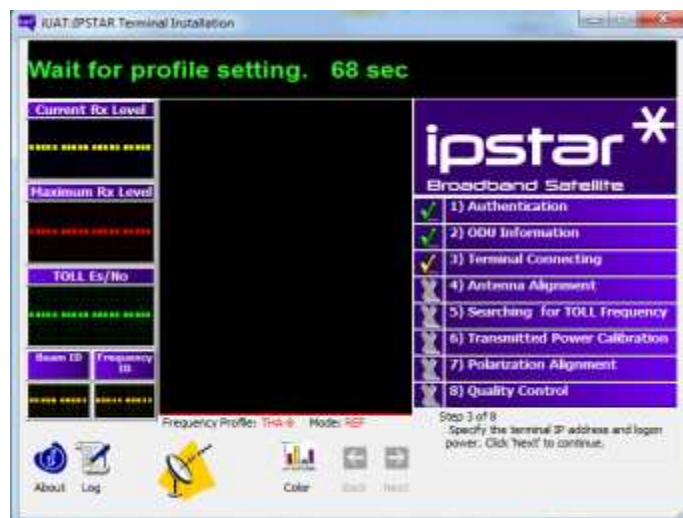 iUAT:IPSTAR Terminal Installation
Wait for profile setting. 68 sec
Current Rx Level
Maximum Rx Level
TOLL Es/No
Beam ID
Frequency ID
ipstar
Broadband Satellite
1) Authentication
2) ODU Information
3) Terminal Connecting
4) Antenna Alignment
5) Searching for TOLL Frequency
6) Transmitted Power Calibration
7) Polarization Alignment
8) Quality Control
Frequency Profile: THA-6 Mode: REF
Step 3 of 8
Specify the terminal IP address and logon
power. Click 'Next' to continue.
About
Log
Color
Back
Next